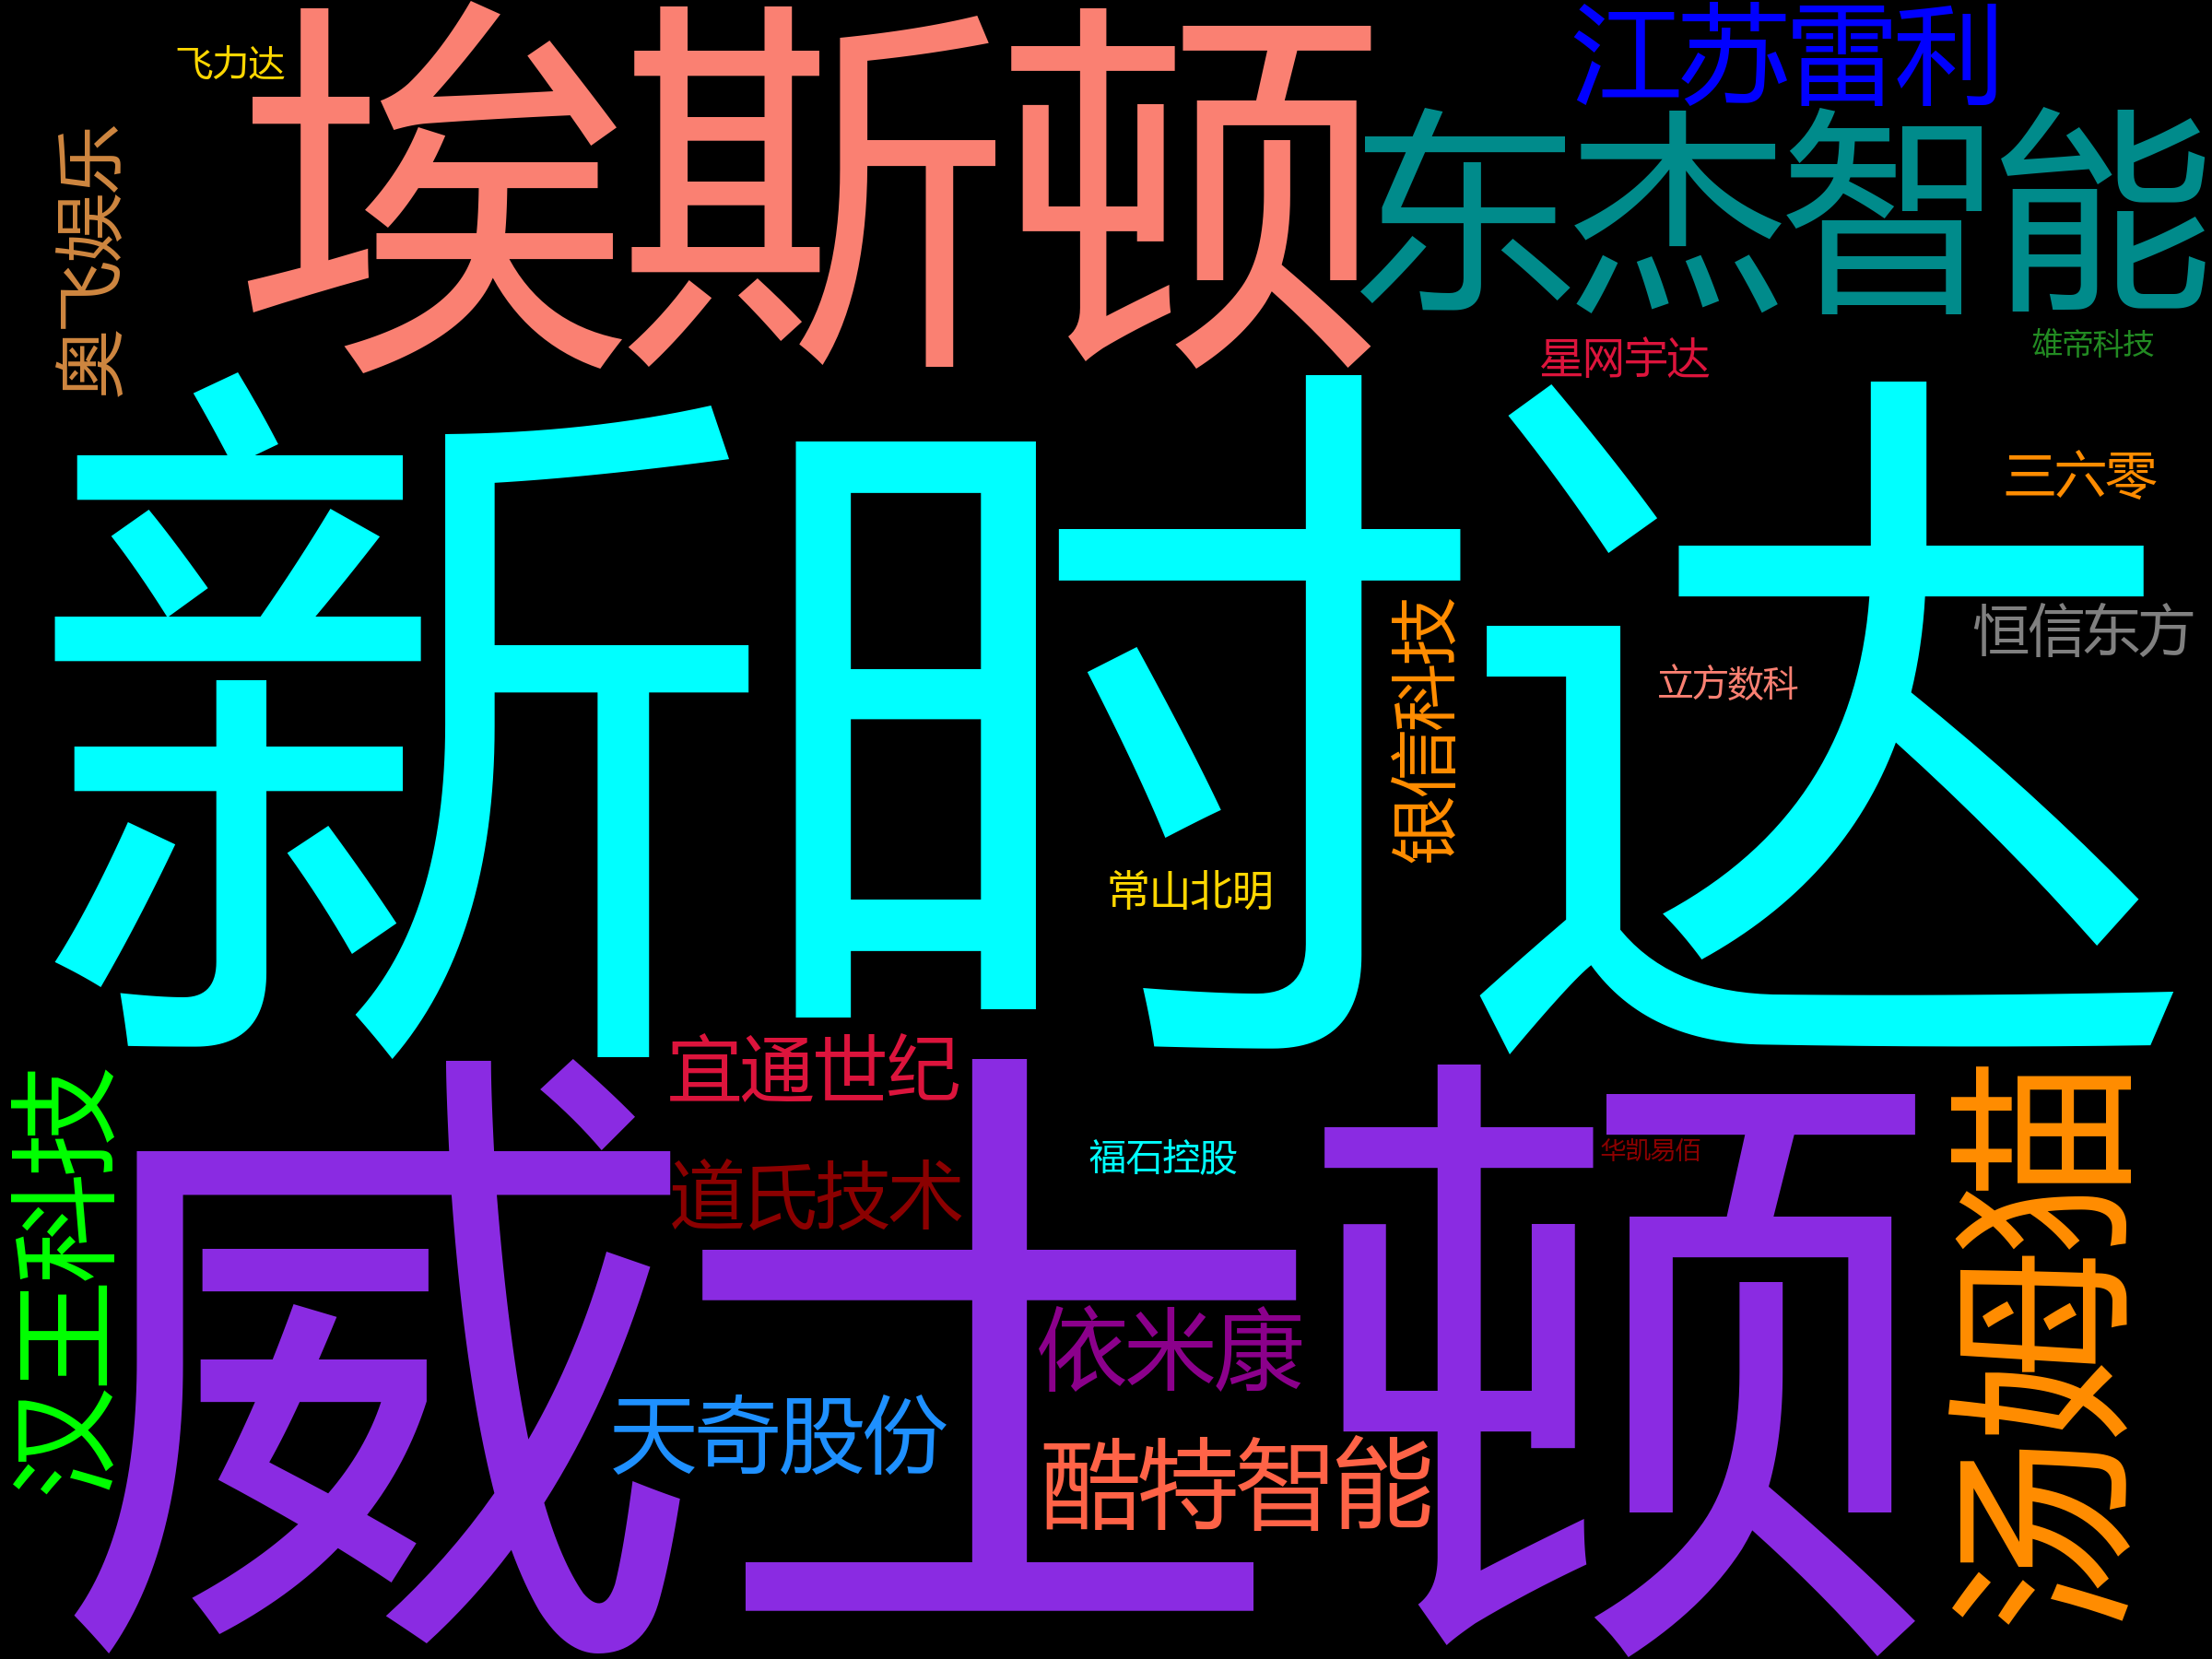 飞力达
埃斯顿
江苏雷利
东杰智能
奥飞娱乐
星网宇达
雄帝科技
新时达
三六零
恒信东方
银信科技
立方数科
常山北明
宜通世纪
威士顿
汤姆猫
汉王科技
福石控股
华凯易佰
道氏技术
依米康
天奇股份
酷特智能